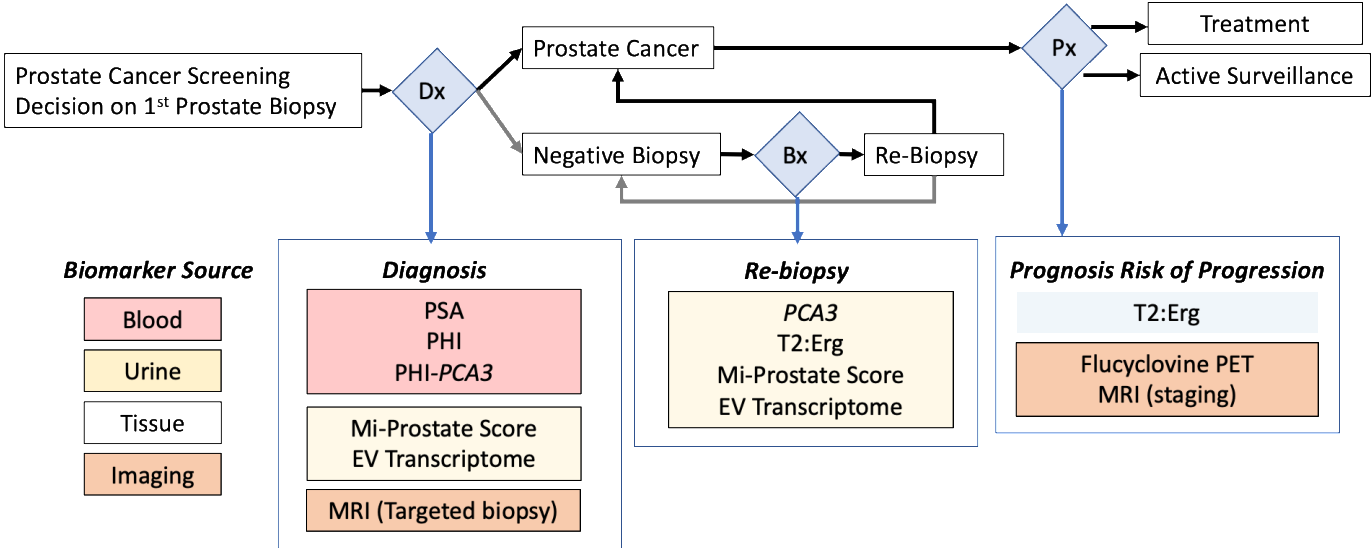 Prostate Cancer Screening
Decision on 1st Prostate Biopsy
Dx
Prostate Cancer
Px
Treatment
Active Surveillance
Negative Biopsy
Bx
Re-Biopsy
Biomarker Source
Blood
Urine
Tissue
Imaging
Diagnosis
PSA
PHI
PHI-PCA3
Mi-Prostate Score
EV Transcriptome
MRI (Targeted biopsy)
Re-biopsy
PCA3
T2:Erg
Mi-Prostate Score
EV Transcriptome
Prognosis Risk of Progression
T2:Erg
Flucyclovine PET
MRI (staging)